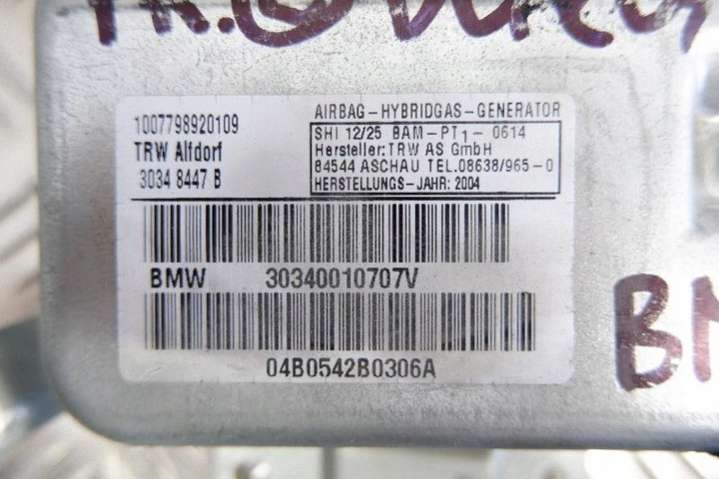 1007798920109
TRW Alfdorf
3034 8447 B
AIRBAG-HYBRIDGAS-GENERATOR
SHI 12/25 BAM-PT1- 0614
Hersteller:TRW AS GmbH
84544 ASCHAU TEL.08638/965-0
HERSTELLUNGS-JAHR: 2004
BMW 30340010707V
04B0542B0306A